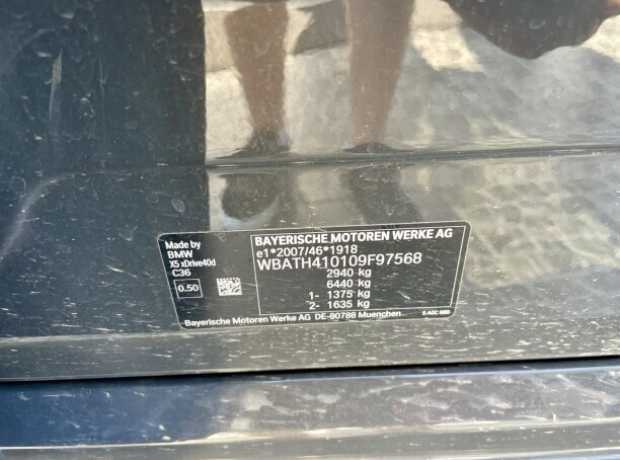 Made by
BMW
X5 xDrive40d
C36
0.50
BAYERISCHE MOTOREN WERKE AG
e1*2007/46*1918
WBATH410109F97568
2940 kg
6440 kg
1- 1375 kg
2- 1635 kg
Bayerische Motoren Werke AG DE-80788 Muenchen